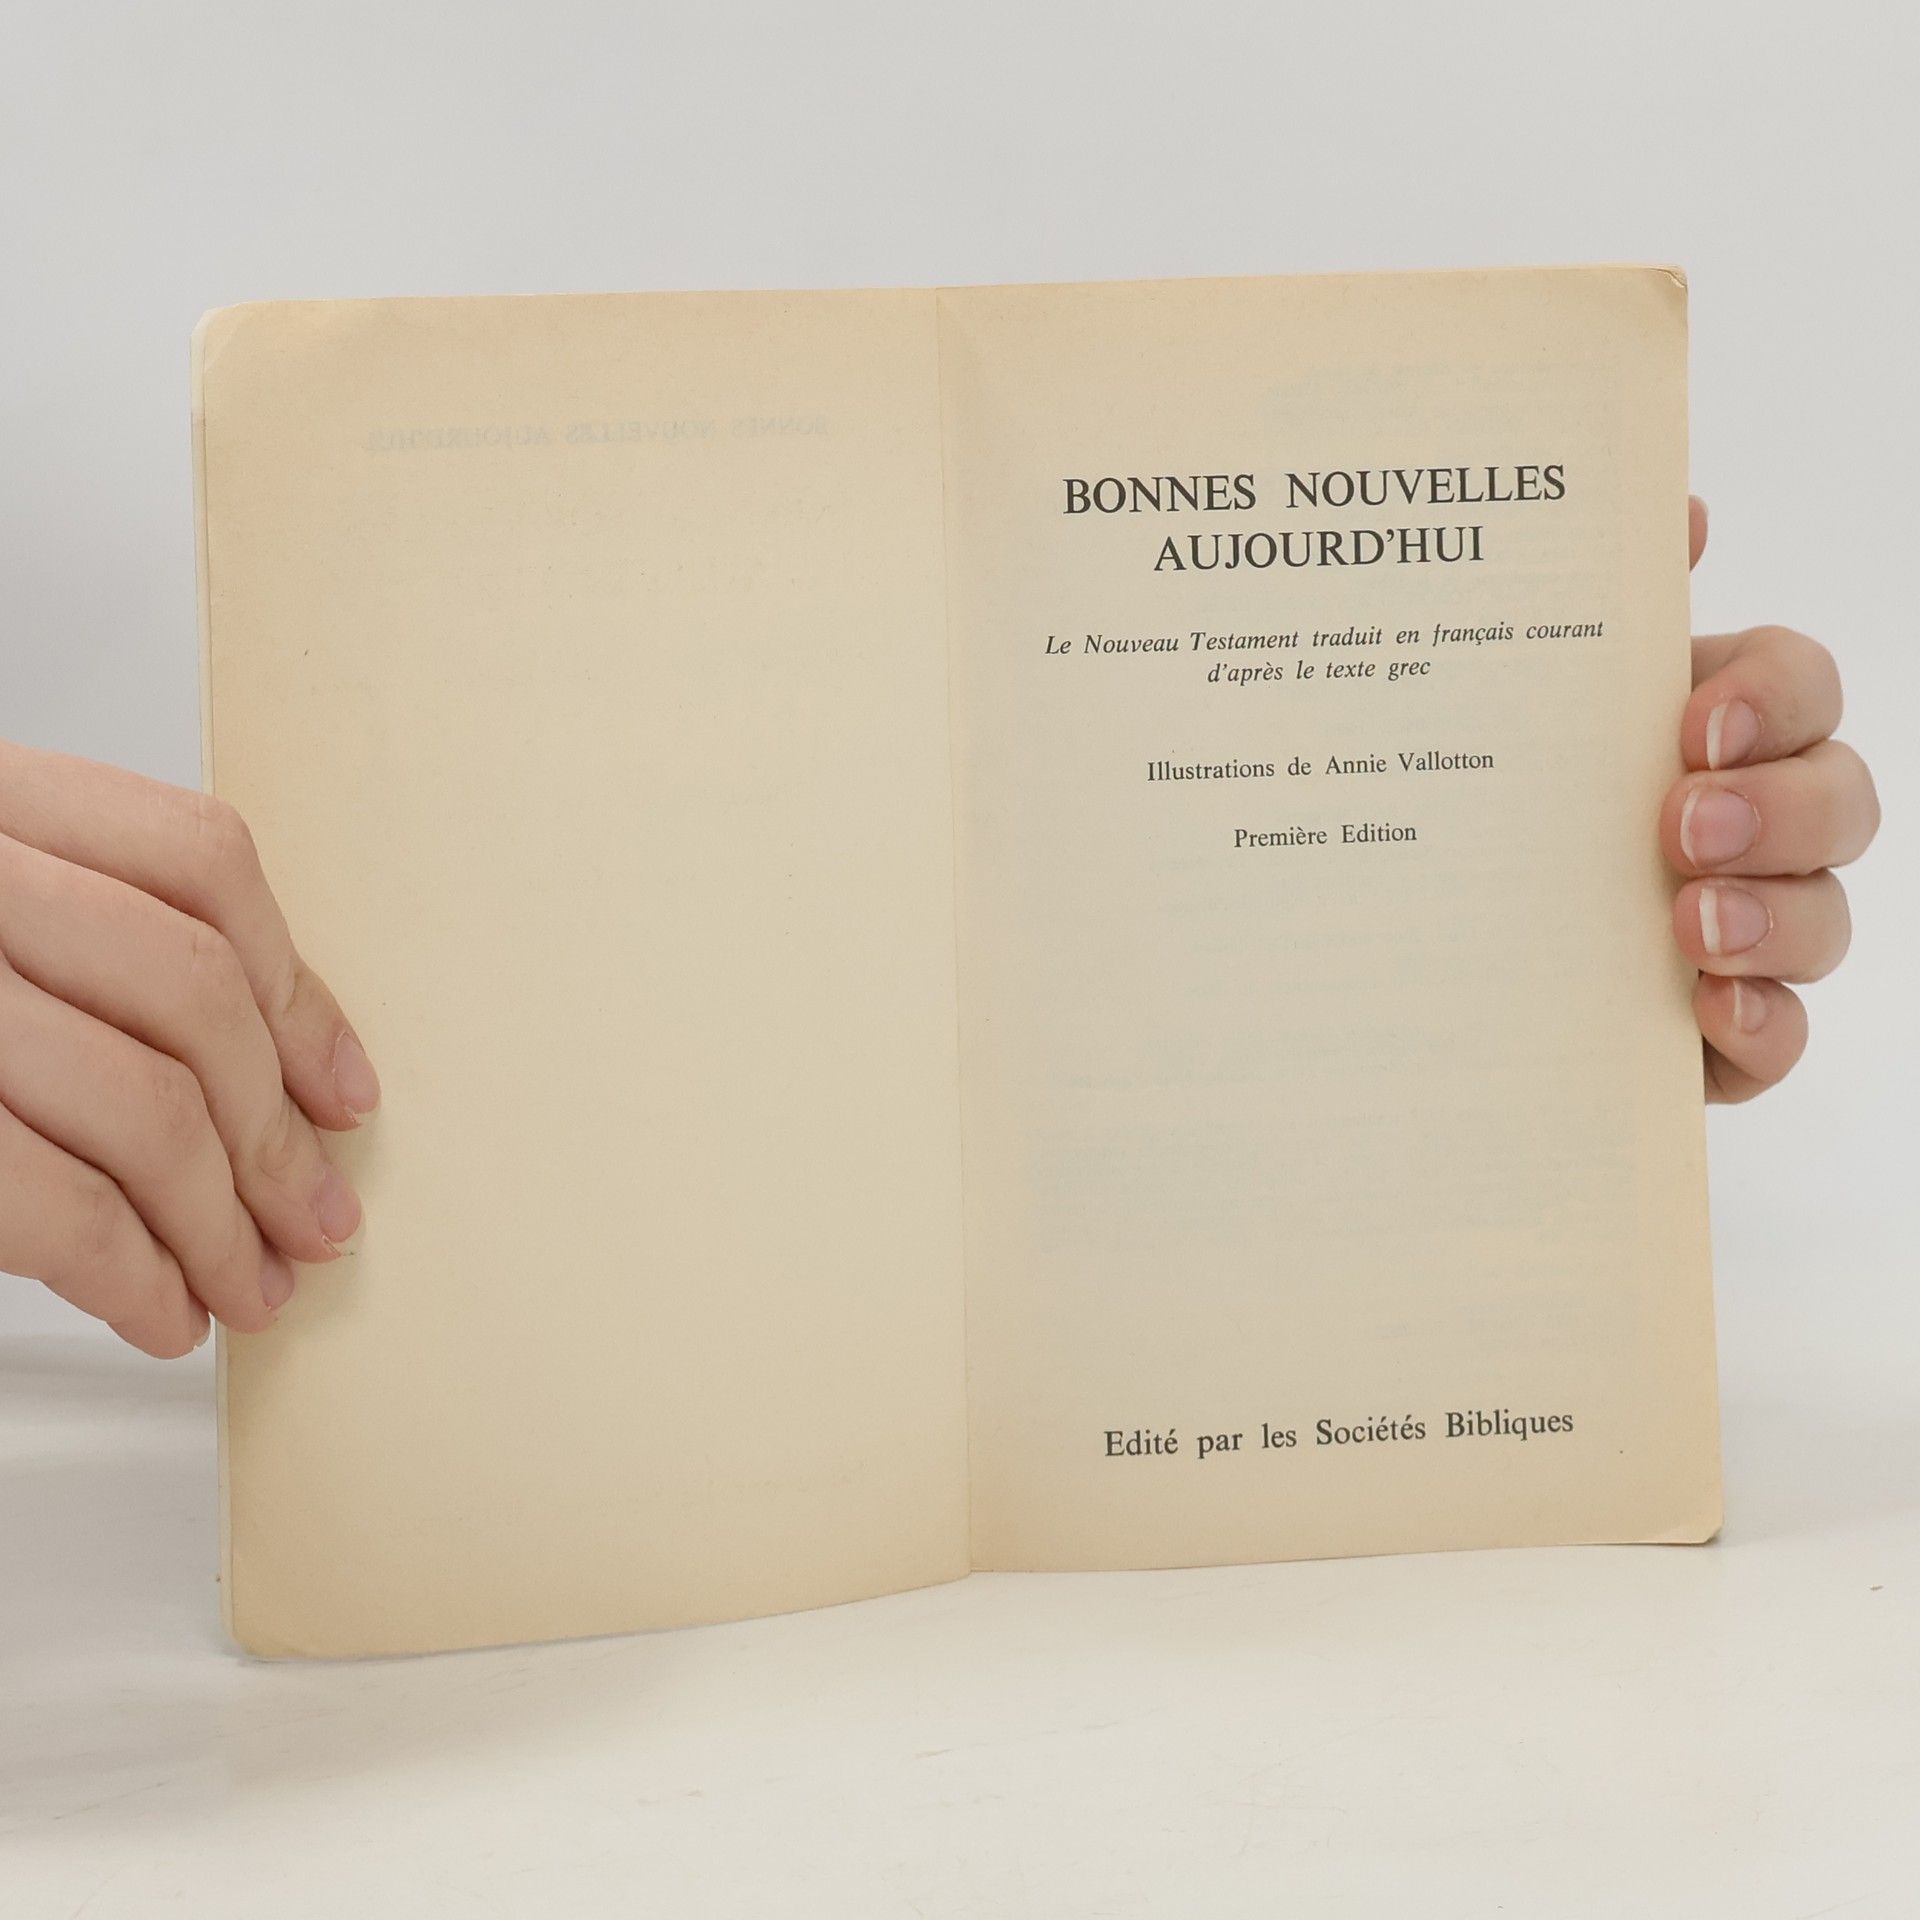 BONNES NOUVELLES
AUJOURD'HUI
Le Nouveau Testament traduit en français courant
d'après le texte grec
Illustrations de Annie Vallotton
Première Edition
Edité par les Sociétés Bibliques